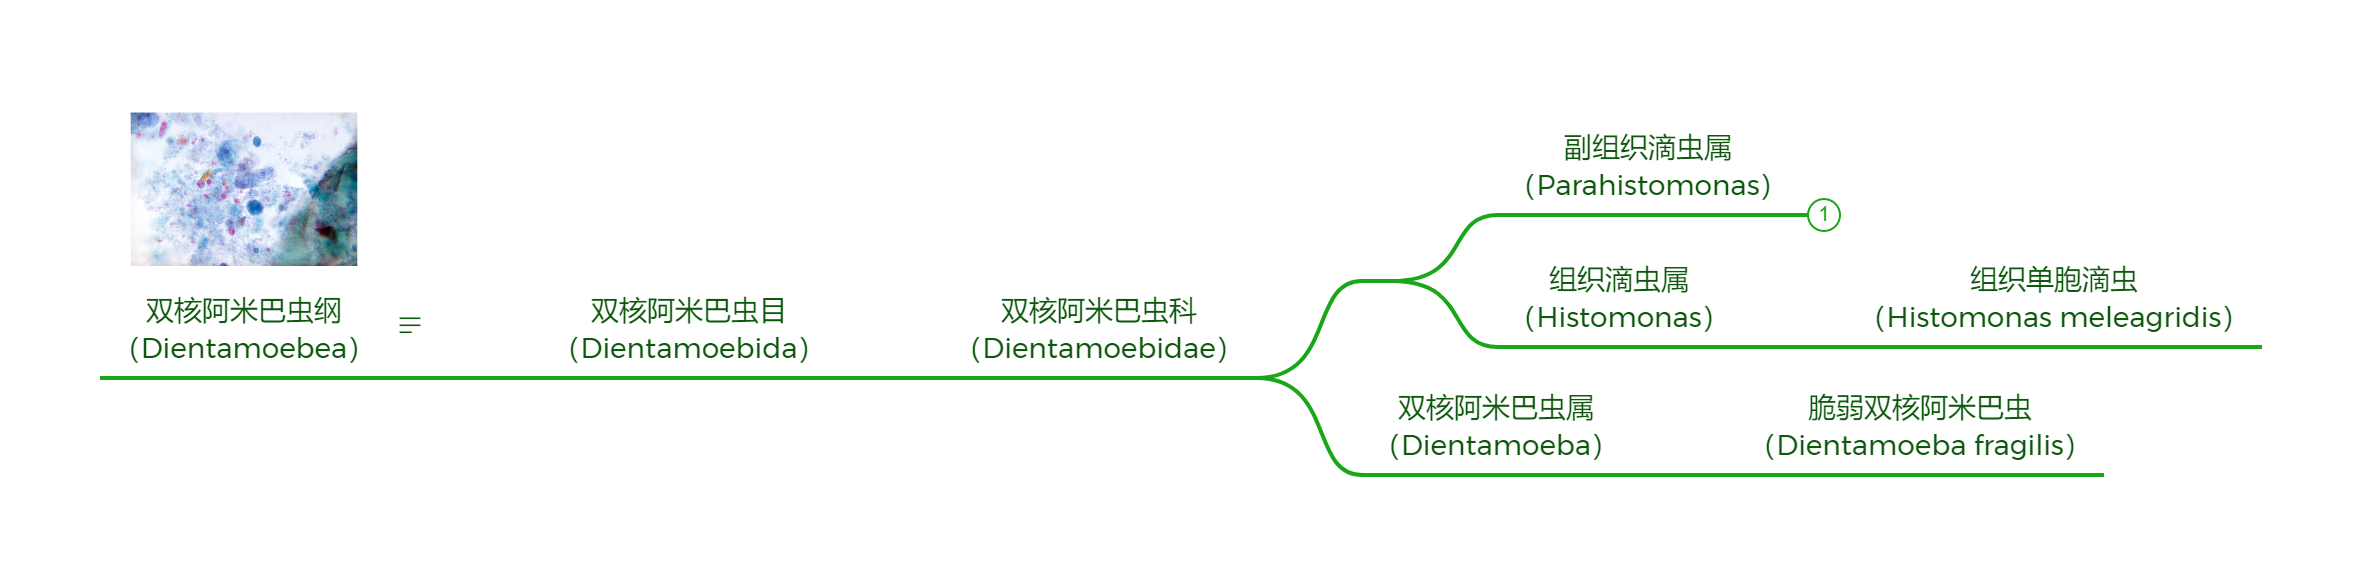 副组织滴虫属
(Parahistomonas)
1
组织滴虫属
(Histomonas)
组织单胞滴虫
(Histomonas meleagridis)
双核阿米巴虫纲
(Dientamoebea)
双核阿米巴虫目
(Dientamoebida)
双核阿米巴虫科
(Dientamoebidae)
双核阿米巴虫属
(Dientamoeba)
脆弱双核阿米巴虫
(Dientamoeba fragilis)